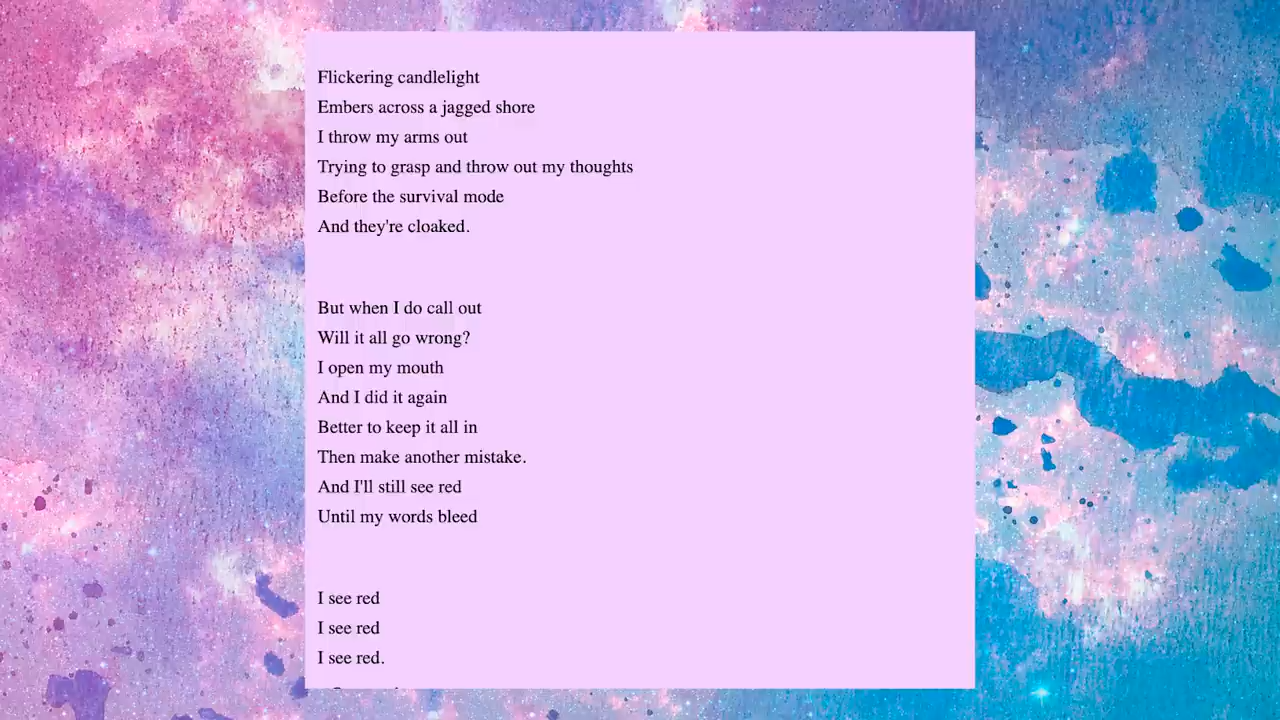 Flickering candlelight
Embers across a jagged shore
I throw my arms out
Trying to grasp and throw out my thoughts
Before the survival mode
And they're cloaked.
But when I do call out
Will it all go wrong?
I open my mouth
And I did it again
Better to keep it all in
Then make another mistake.
And I'll still see red
Until my words bleed
I see red
I see red
I see red.